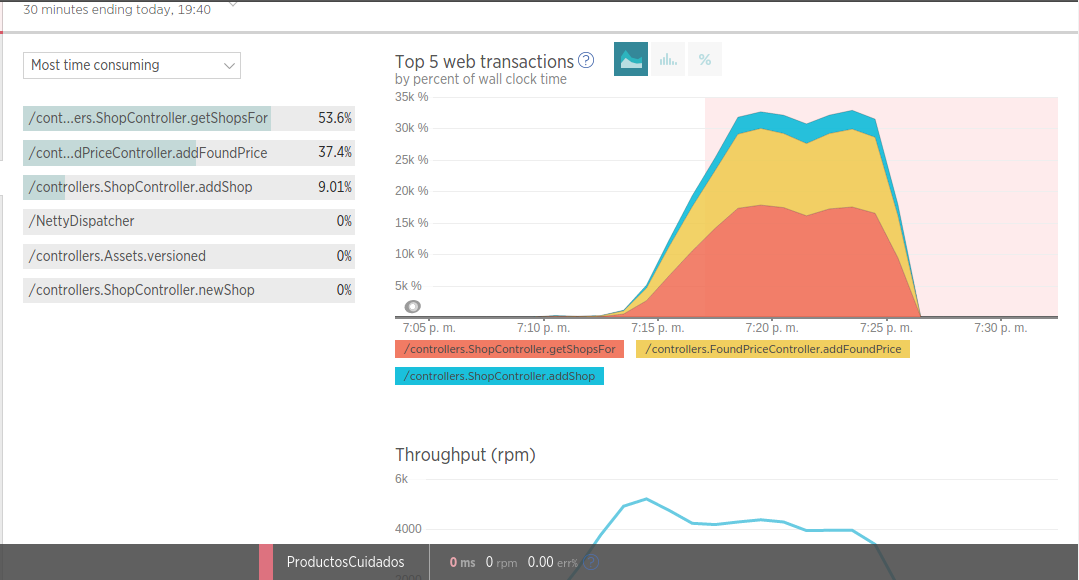 30 minutes ending today, 19:40
Most time consuming
/cont...ers.ShopController.getShopsFor 53.6%
/cont...dPriceController.addFoundPrice 37.4%
/controllers.ShopController.addShop 9.01%
/NettyDispatcher 0%
/controllers.Assets.versioned 0%
/controllers.ShopController.newShop 0%
Top 5 web transactions ?
%
by percent of wall clock time
35k %
30k %
25k %
20k %
15k %
10k %
5k %
7:05 p. m. 7:10 p. m. 7:15 p. m. 7:20 p. m. 7:25 p. m. 7:30 p. m.
/controllers.ShopController.getShopsFor /controllers.FoundPriceController.addFoundPrice
/controllers.ShopController.addShop
Throughput (rpm)
6k
4000
ProductosCuidados 0 ms 0 rpm 0.00 err% ?
2000